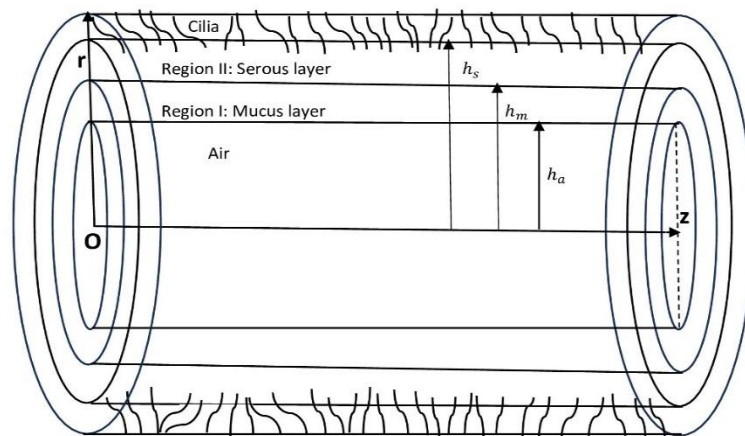 Cilia
r
Region II: Serous layer
h_s
h_m
Region I: Mucus layer
Air
h_a
O
z